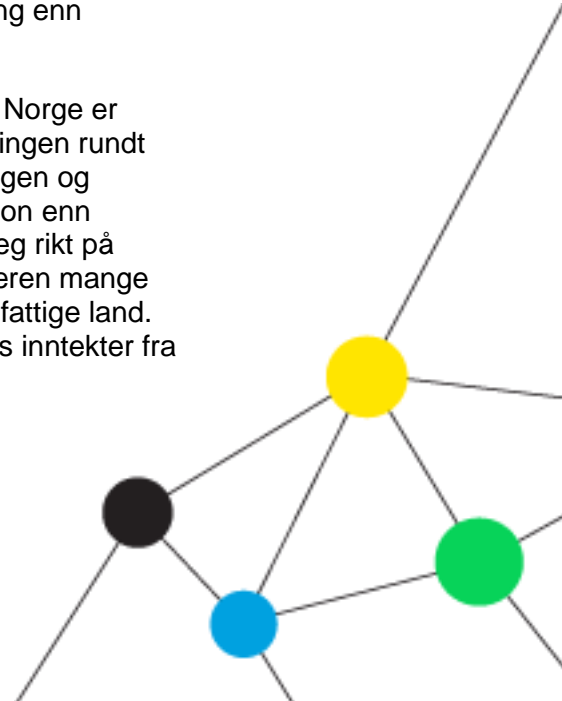 ng enn
Norge er
ingen rundt
gen og
on enn
eg rikt på
eren mange
fattige land.
s inntekter fra